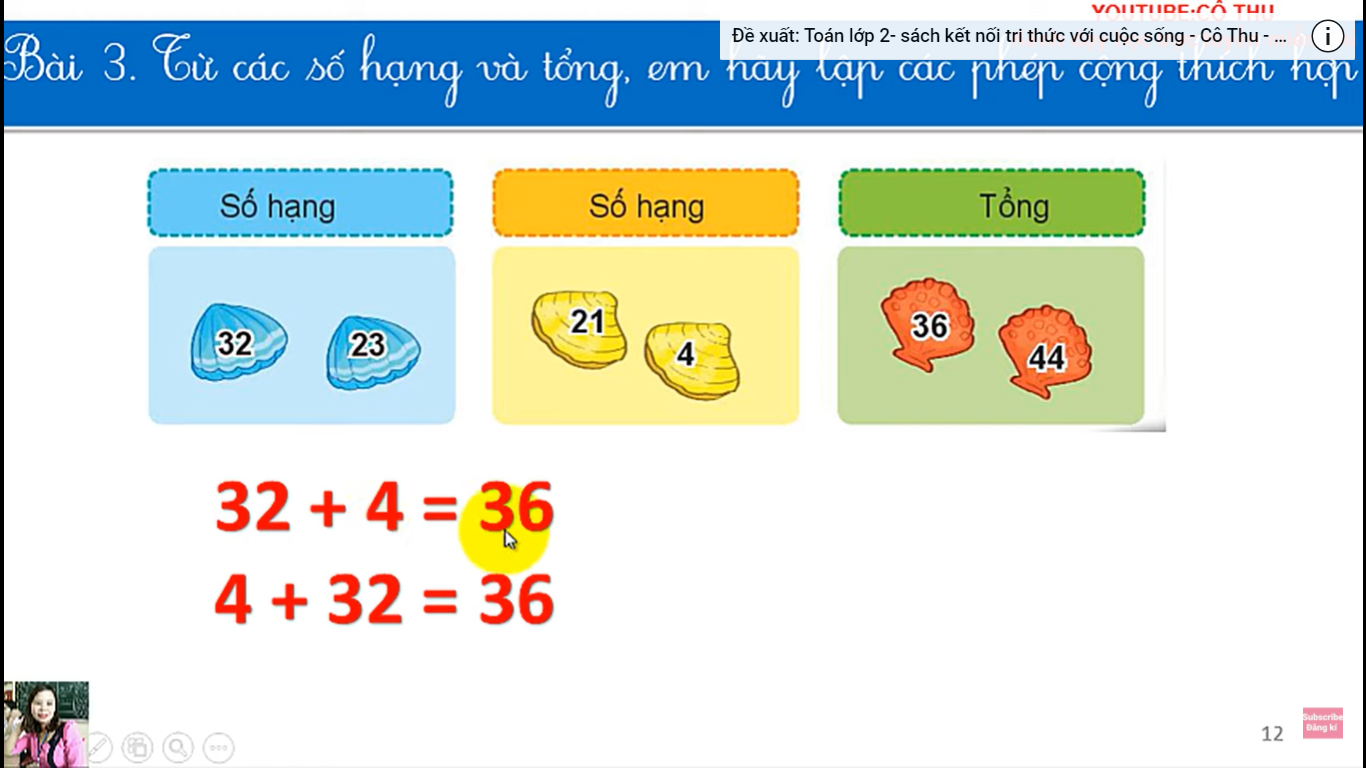 YOUTUBE:CÔ THU
Đề xuất: Toán lớp 2- sách kết nối tri thức với cuộc sống - Cô Thu - ...
Bài 3. Từ các số hạng và tổng, em hãy lập các phép cộng thích hợp
Số hạng
Số hạng
Tổng
32
23
21
4
36
44
32 + 4 = 36
4 + 32 = 36
12
Subscribe
Đăng kí